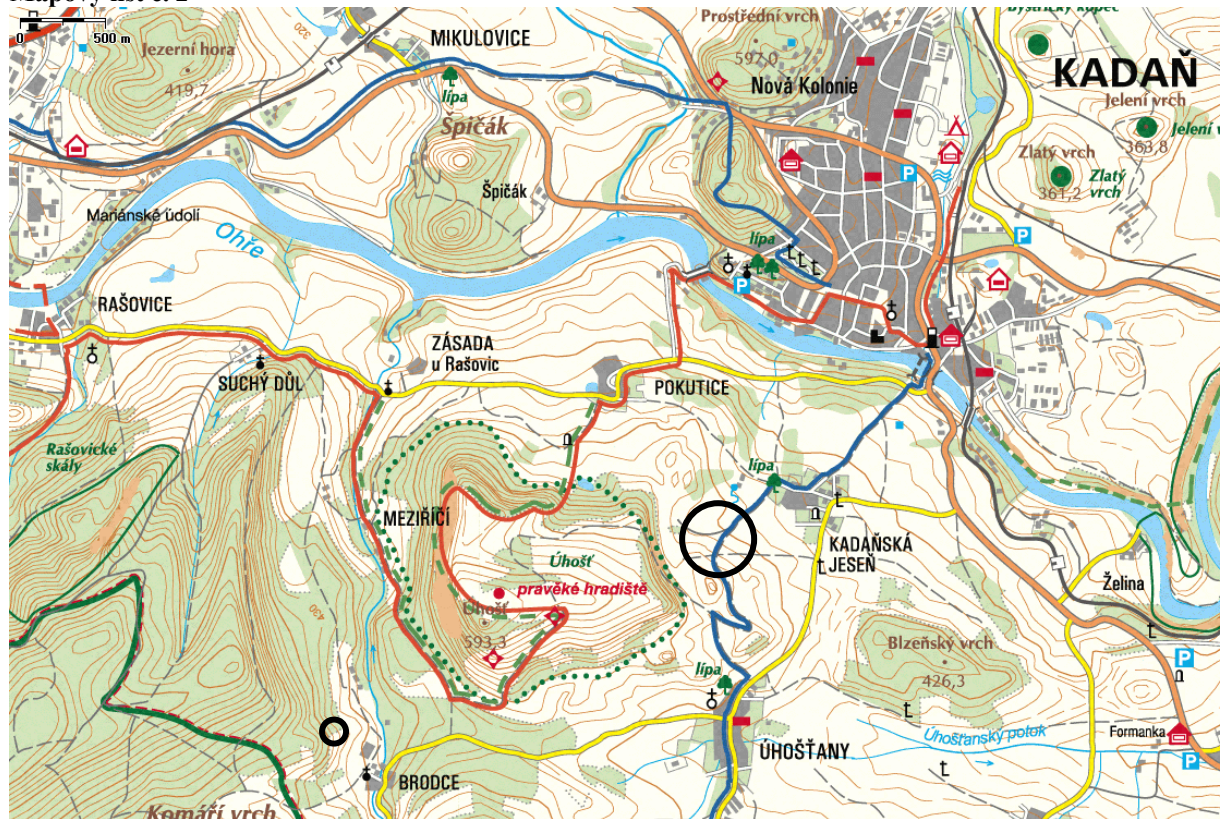 Mapový list č. 2
0 500 m
Jezerní hora
419,7
MIKULOVICE
lípa
Špičák
Špičák
Prostřední vrch
597,0
Nová Kolonie
Bystřický kopec
KADAŇ
Jelení vrch
363,8
Jelení v
Zlatý vrch
361,2
Zlatý
vrch
P
Mariánské údolí
Ohře
lípa
P
P
RAŠOVICE
SUCHÝ DŮL
ZÁSADA
u Rašovic
POKUTICE
Rašovické
skály
lípa
MEZIŘÍČÍ
KADAŇSKÁ
JESEŇ
Úhošť
pravěké hradiště
Úhošť
593,3
Želina
Blzeňský vrch
426,3
lípa
400
P
ÚHOŠŤANY
Úhošťanský potok
Formanka
P
BRODCE
Komáří vrch